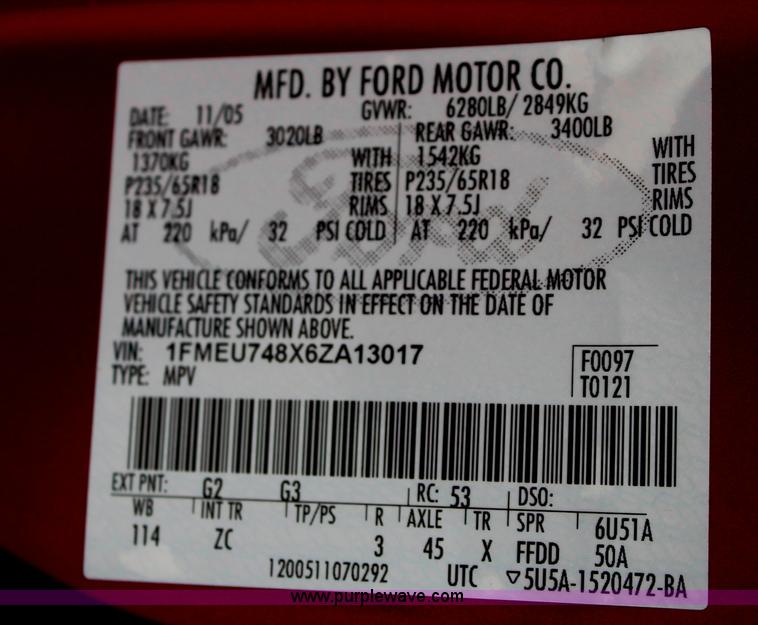 MFD. BY FORD MOTOR CO.
DATE: 11/05 GVWR: 6280LB/ 2849KG
FRONT GAWR: 3020LB REAR GAWR: 3400LB
1370KG WITH 1542KG WITH
P235/65R18 TIRES P235/65R18 TIRES
18 X 7.5J RIMS 18 X 7.5J RIMS
AT 220 kPa/ 32 PSI COLD AT 220 kPa/ 32 PSI COLD
Ford
THIS VEHICLE CONFORMS TO ALL APPLICABLE FEDERAL MOTOR
VEHICLE SAFETY STANDARDS IN EFFECT ON THE DATE OF
MANUFACTURE SHOWN ABOVE.
VIN: 1FMEU748X6ZA13017 F0097
TYPE: MPV T0121
EXT PNT: G2 G3 RC: 53 DSO:
WB INT TR TP/PS R AXLE TR SPR 6U51A
114 ZC 3 45 X FFDD 50A
1200511070292 UTC ▽5U5A-1520472-BA
www.purplewave.com